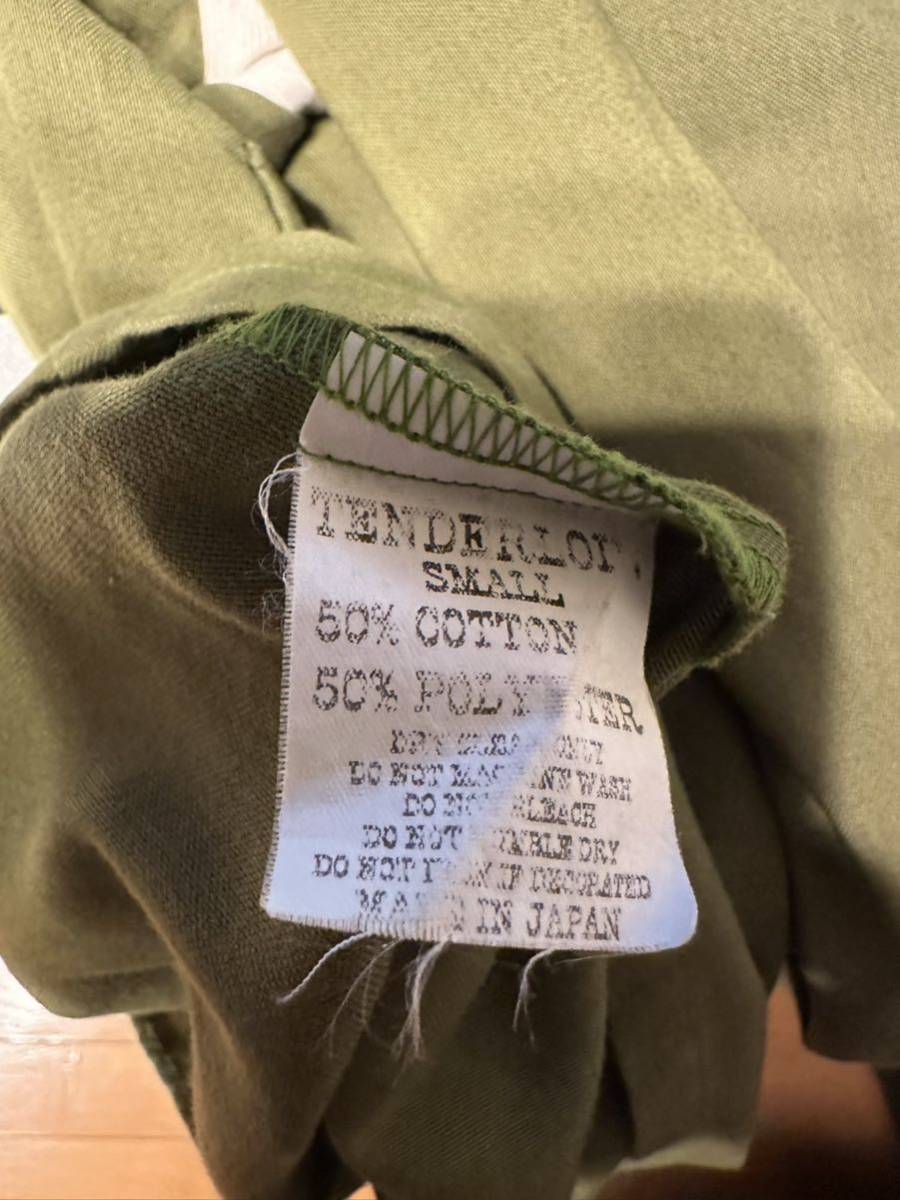 TENDERLOI
SMALL
50% COTTON
50% POLYESTER
DRY CLEAN ONLY
DO NOT MACHINE WASH
DO NOT BLEACH
DO NOT TUMBLE DRY
DO NOT IRON IF DECORATED
MADE IN JAPAN